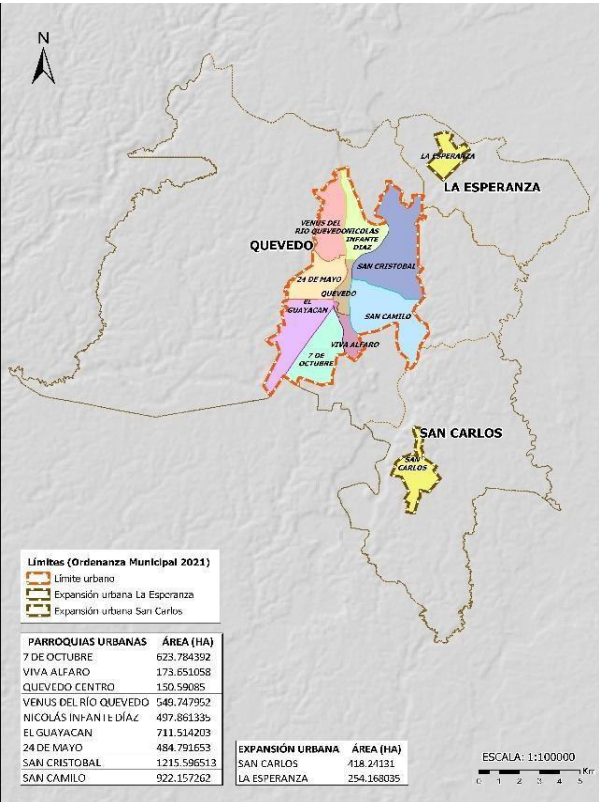 N
LA ESPERANZA
LA ESPERANZA
VENUS DEL
RIO QUEVEDO
NICOLAS
INFANTE
DIAZ
QUEVEDO
SAN CRISTOBAL
24 DE MAYO
QUEVEDO
EL
GUAYACAN
SAN CAMILO
VIVA ALFARO
7 DE
OCTUBRE
SAN CARLOS
SAN
CARLOS
Límites (Ordenanza Municipal 2021)
Límite urbano
Expansión urbana La Esperanza
Expansión urbana San Carlos
PARROQUIAS URBANAS ÁREA (HA)
7 DE OCTUBRE 623.784392
VIVA ALFARO 173.651058
QUEVEDO CENTRO 150.59085
VENUS DEL RÍO QUEVEDO 549.747952
NICOLÁS INFANTE DÍAZ 497.861335
EL GUAYACAN 711.514203
24 DE MAYO 484.791653
SAN CRISTOBAL 1215.596513
SAN CAMILO 922.157262
EXPANSIÓN URBANA ÁREA (HA)
SAN CARLOS 418.24131
LA ESPERANZA 254.168035
ESCALA: 1:100000
0 1 2 3 4 5 Km